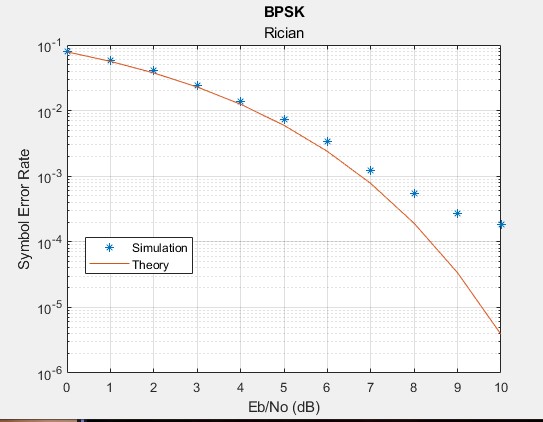 BPSK
Rician
10^-1
10^-2
10^-3
10^-4
10^-5
10^-6
Symbol Error Rate
Simulation
Theory
0 1 2 3 4 5 6 7 8 9 10
Eb/No (dB)